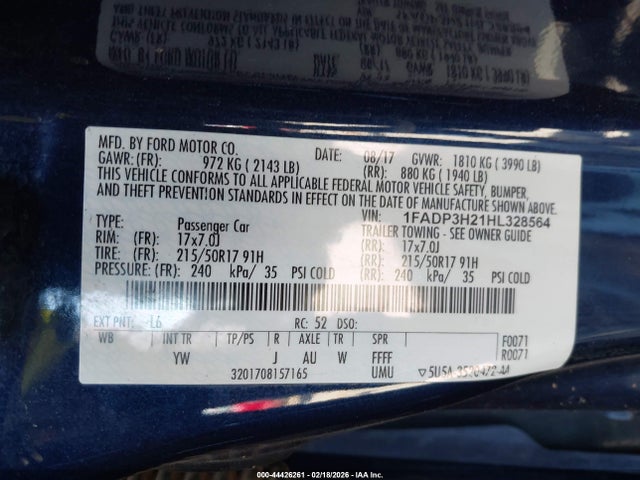 MFD. BY FORD MOTOR CO.
DATE: 08/17 GVWR: 1810 KG ( 3990 LB)
GAWR: (FR): 972 KG ( 2143 LB) (RR): 880 KG ( 1940 LB)
THIS VEHICLE CONFORMS TO ALL APPLICABLE FEDERAL MOTOR VEHICLE SAFETY, BUMPER,
AND THEFT PREVENTION STANDARDS IN EFFECT ON THE DATE OF MANUFACTURE SHOWN ABOVE.
VIN: 1FADP3H21HL328564
TYPE: Passenger Car TRAILER TOWING - SEE OWNER GUIDE
RIM: (FR): 17x7.0J (RR): 17x7.0J
TIRE: (FR): 215/50R17 91H (RR): 215/50R17 91H
PRESSURE: (FR): 240 kPa/ 35 PSI COLD (RR): 240 kPa/ 35 PSI COLD
EXT PNT: L6 RC: 52 DSO:
WB INT TR TP/PS R AXLE TR SPR F0071
YW J AU W FFFF R0071
3201708157165 UMU
000-44426261 - 02/18/2026 - IAA Inc.